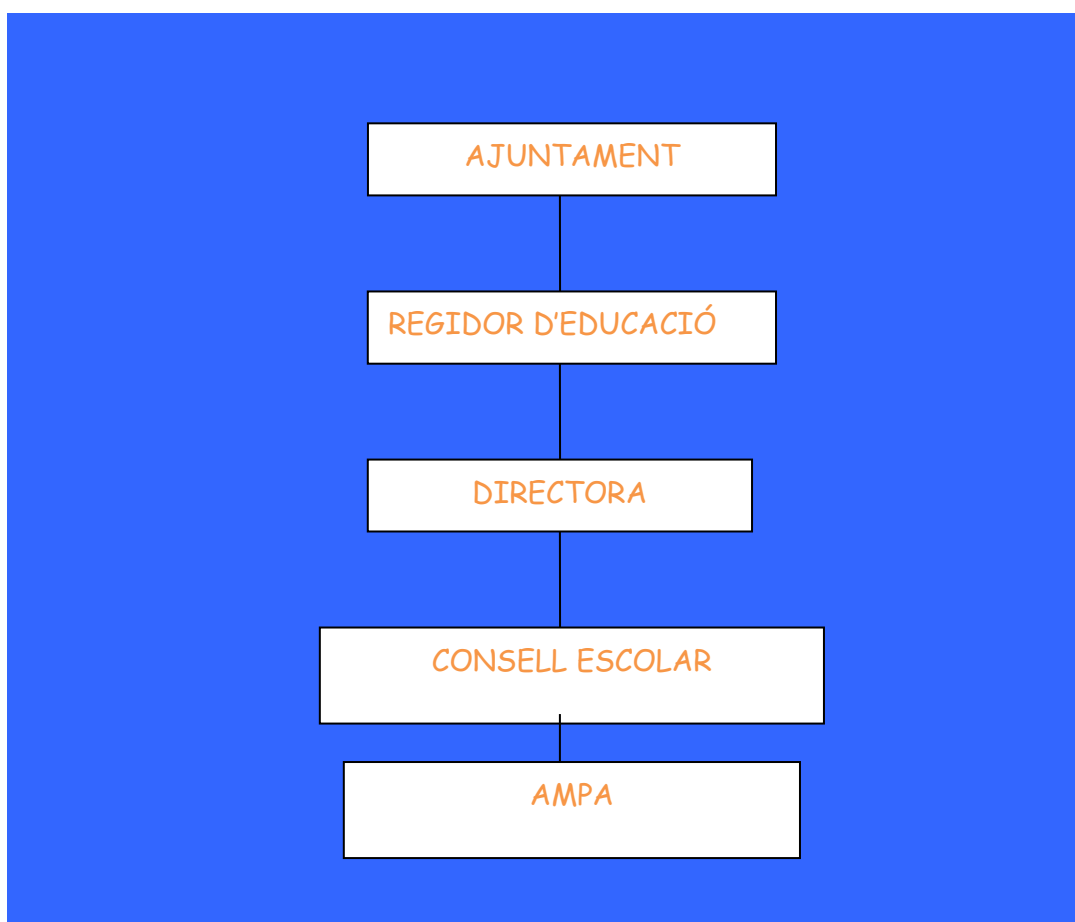 AJUNTAMENT
REGIDOR D'EDUCACIÓ
DIRECTORA
CONSELL ESCOLAR
AMPA